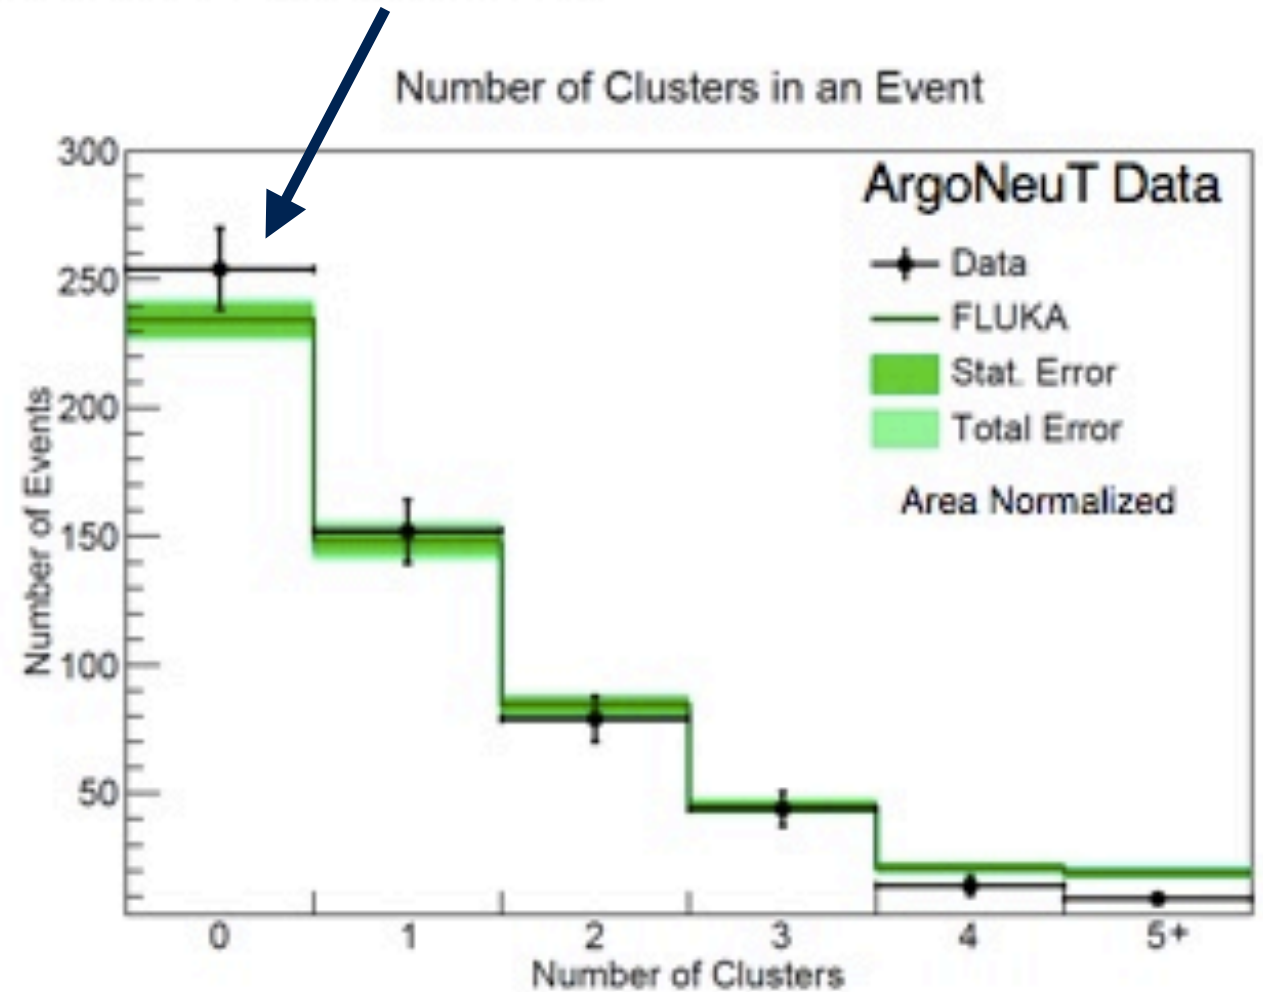 Number of Clusters in an Event
ArgoNeuT Data
Data
FLUKA
Stat. Error
Total Error
Area Normalized
Number of Events
300
250
200
150
100
50
0 1 2 3 4 5+
Number of Clusters